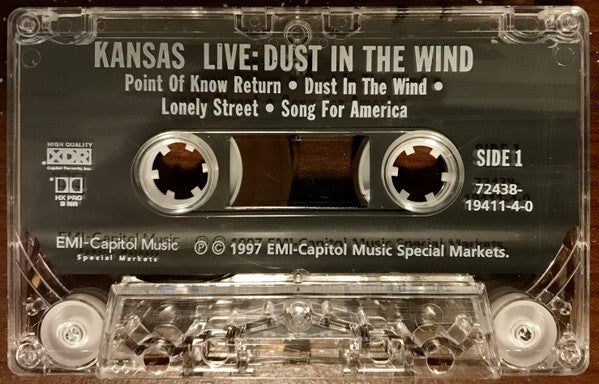 KANSAS LIVE: DUST IN THE WIND
Point Of Know Return • Dust In The Wind •
Lonely Street • Song For America
SIDE 1
72438-
19411-4-0
HIGH QUALITY
XDR
Capitol Records, Inc.
HX PRO
B NR
EMI-Capitol Music
Special Markets
℗ © 1997 EMI-Capitol Music Special Markets.